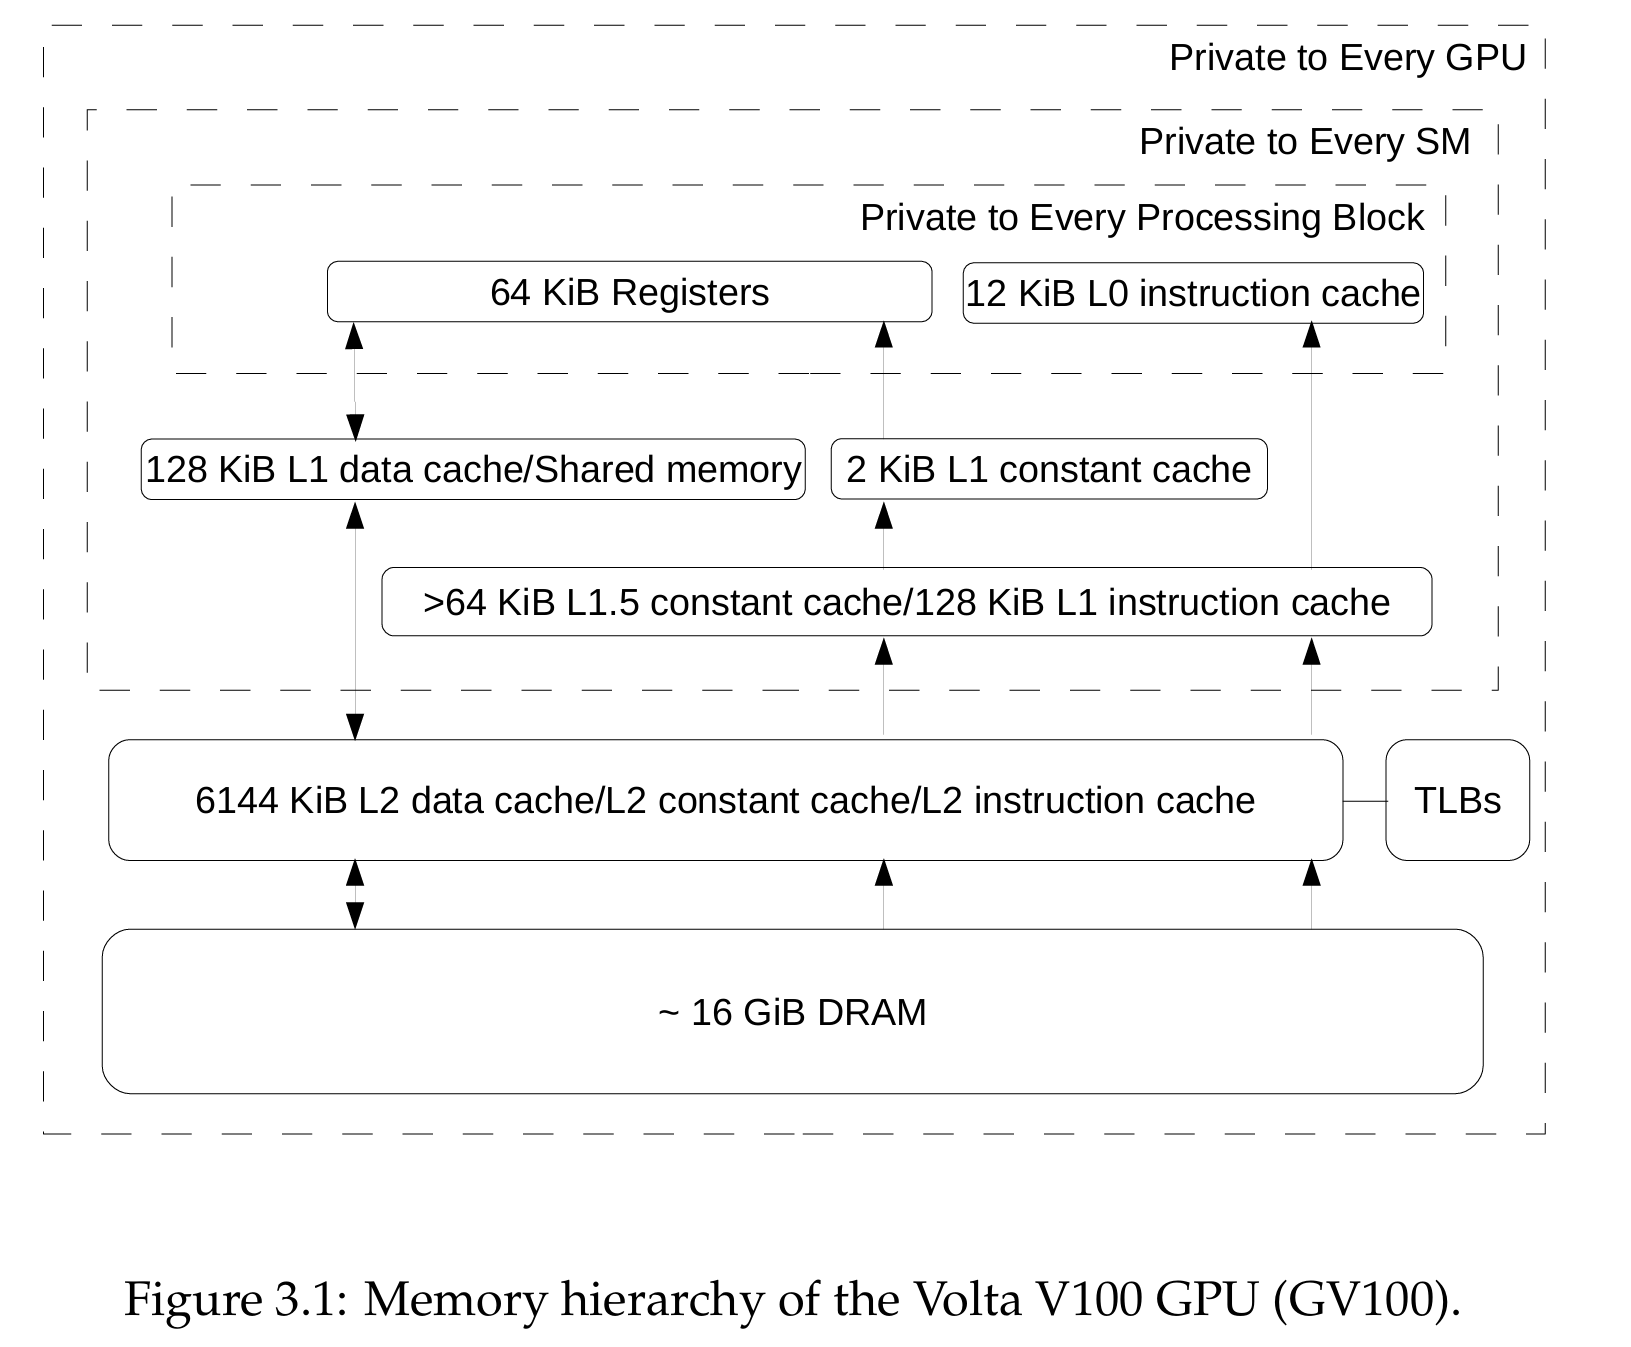 Private to Every GPU
Private to Every SM
Private to Every Processing Block
64 KiB Registers
12 KiB L0 instruction cache
128 KiB L1 data cache/Shared memory
2 KiB L1 constant cache
>64 KiB L1.5 constant cache/128 KiB L1 instruction cache
6144 KiB L2 data cache/L2 constant cache/L2 instruction cache
TLBs
~ 16 GiB DRAM
Figure 3.1: Memory hierarchy of the Volta V100 GPU (GV100).